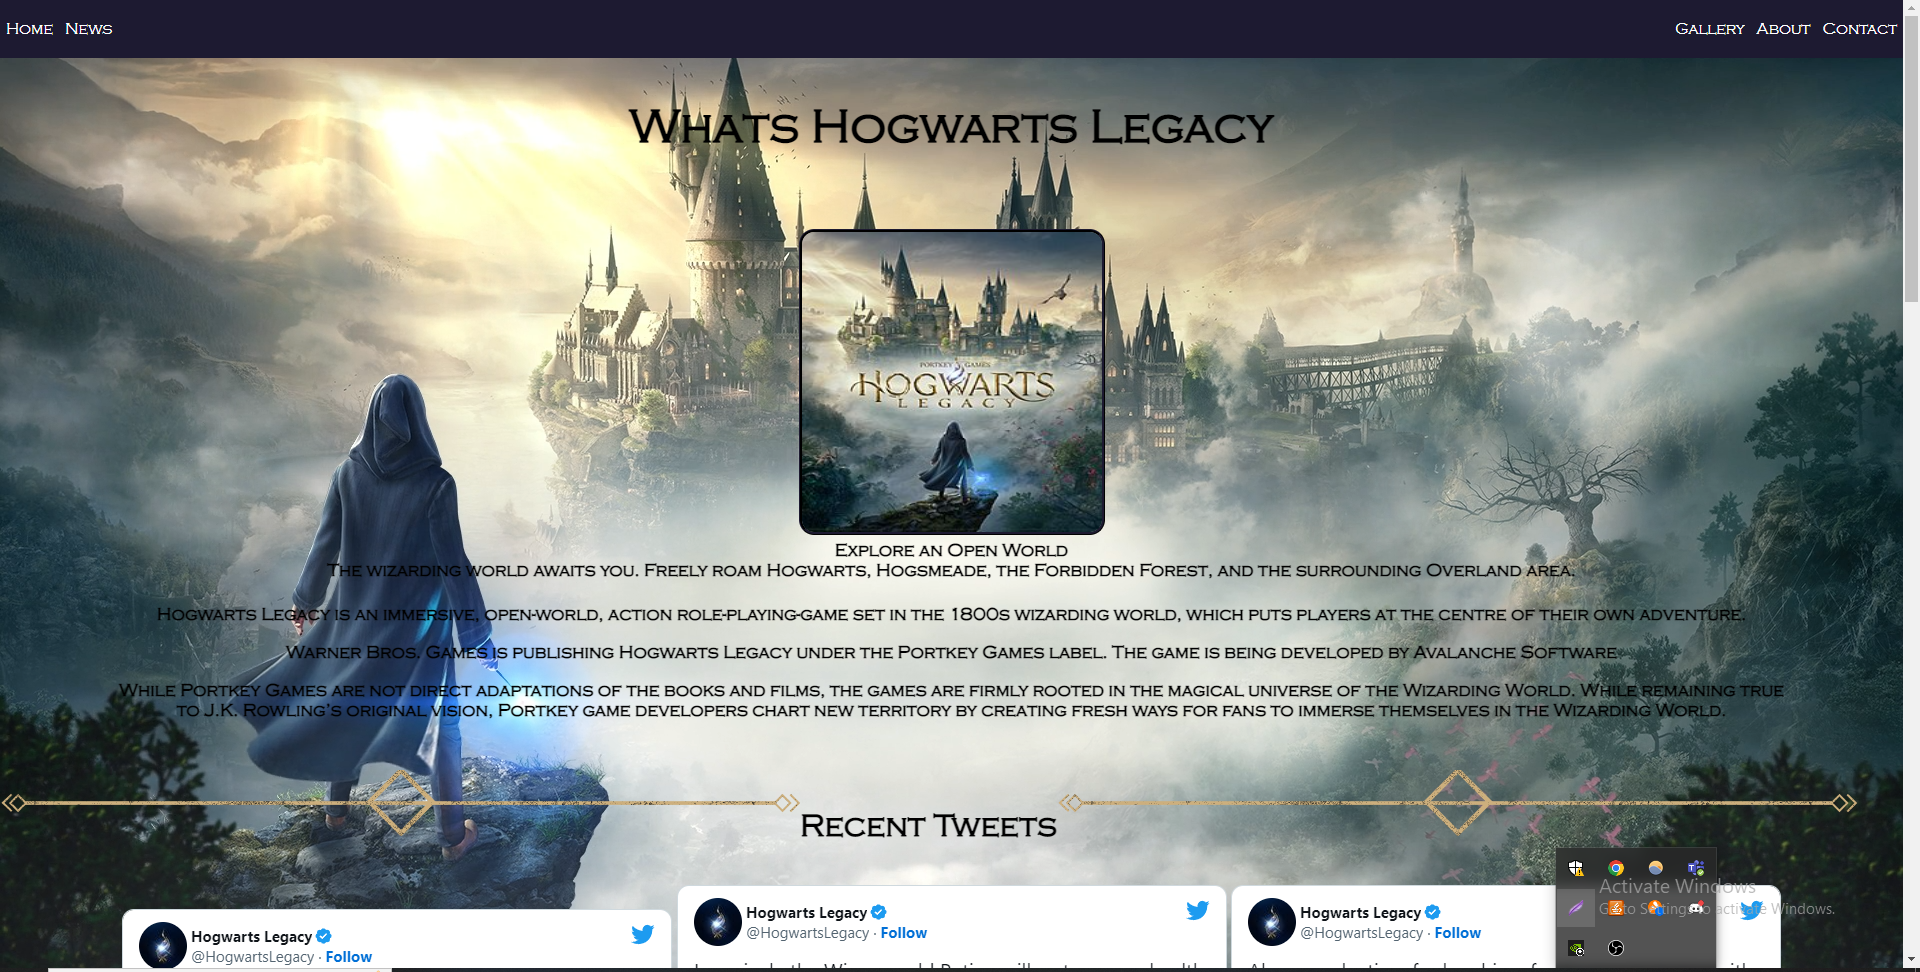 Home News Gallery About Contact
Whats Hogwarts Legacy
PORTKEY GAMES
HOGWARTS
LEGACY
Explore an Open World
The wizarding world awaits you. Freely roam Hogwarts, Hogsmeade, the Forbidden Forest, and the surrounding Overland area.
Hogwarts Legacy is an immersive, open-world, action role-playing-game set in the 1800s wizarding world, which puts players at the centre of their own adventure.
Warner Bros. Games is publishing Hogwarts Legacy under the Portkey Games label. The game is being developed by Avalanche Software
While Portkey Games are not direct adaptations of the books and films, the games are firmly rooted in the magical universe of the Wizarding World. While remaining true
to J.K. Rowling’s original vision, Portkey game developers chart new territory by creating fresh ways for fans to immerse themselves in the Wizarding World.
Recent Tweets
Hogwarts Legacy
@HogwartsLegacy · Follow
Hogwarts Legacy
@HogwartsLegacy · Follow
Hogwarts Legacy
@HogwartsLegacy · Follow
Activate Windows
Go to Settings to activate Windows.